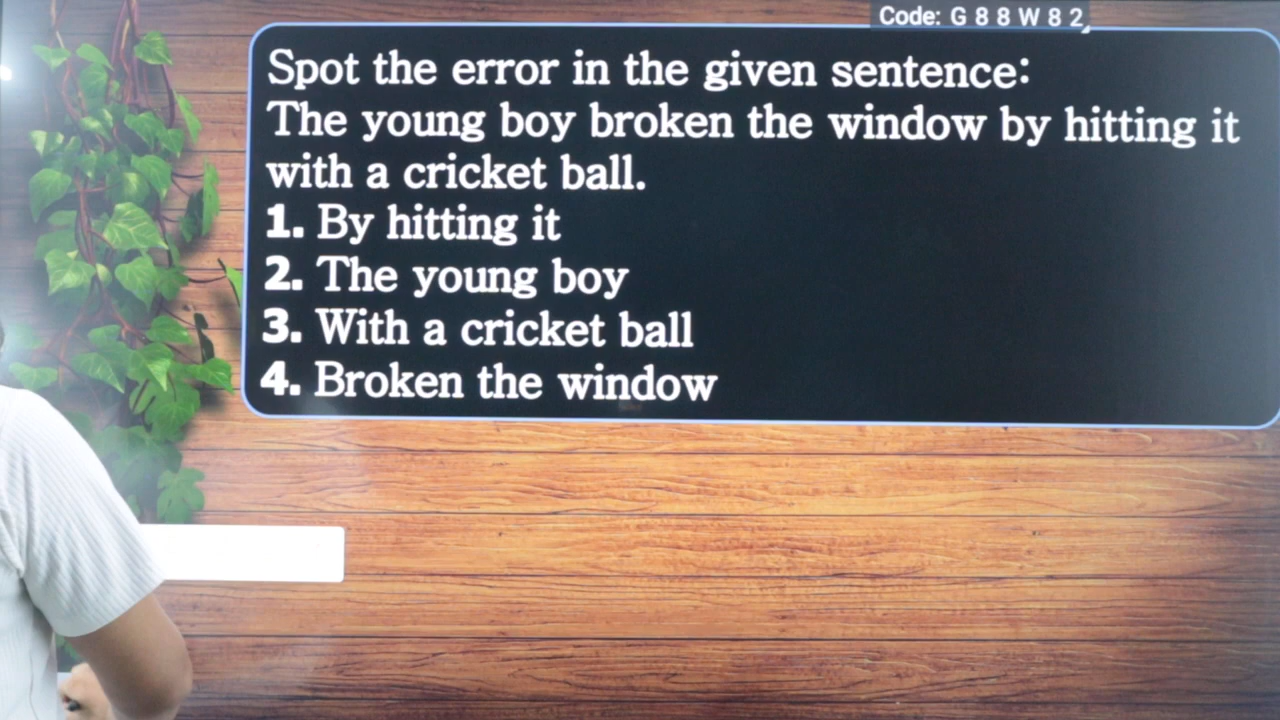 Code: G 8 8 W 8 2
Spot the error in the given sentence:
The young boy broken the window by hitting it
with a cricket ball.
1. By hitting it
2. The young boy
3. With a cricket ball
4. Broken the window